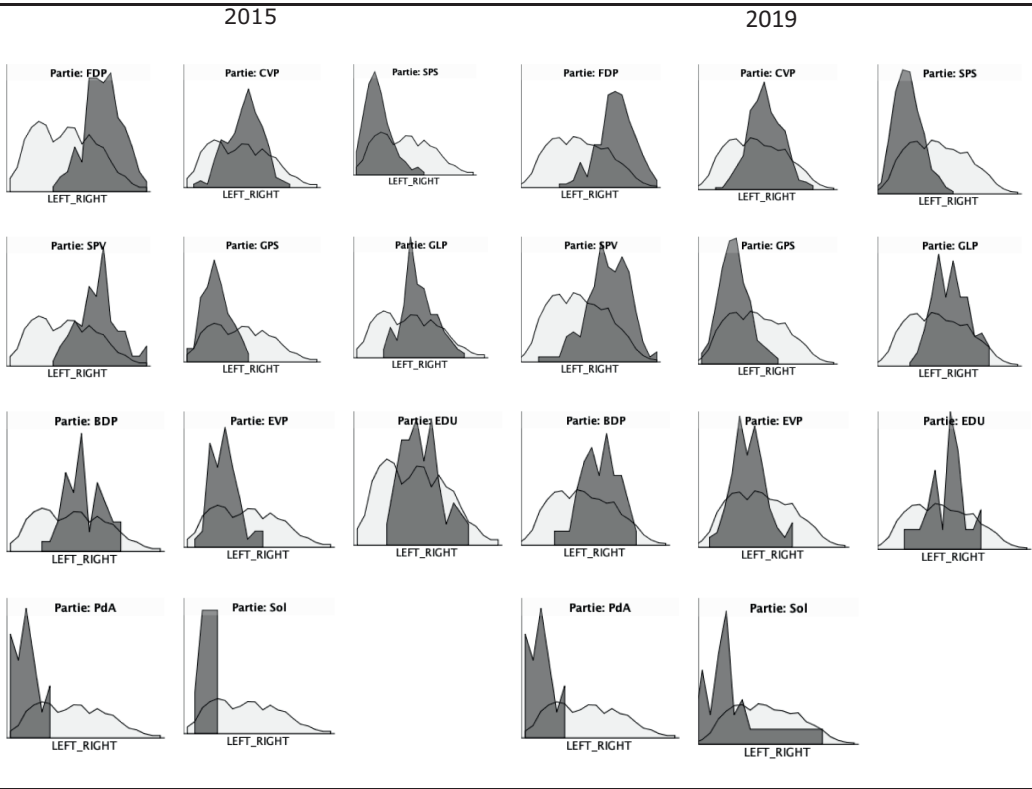 2015 2019
Partie: FDP Partie: CVP Partie: SPS Partie: FDP Partie: CVP Partie: SPS
LEFT_RIGHT LEFT_RIGHT LEFT_RIGHT LEFT_RIGHT LEFT_RIGHT LEFT_RIGHT
Partie: SPV Partie: GPS Partie: GLP Partie: SPV Partie: GPS Partie: GLP
LEFT_RIGHT LEFT_RIGHT LEFT_RIGHT LEFT_RIGHT LEFT_RIGHT LEFT_RIGHT
Partie: BDP Partie: EVP Partie: EDU Partie: BDP Partie: EVP Partie: EDU
LEFT_RIGHT LEFT_RIGHT LEFT_RIGHT LEFT_RIGHT LEFT_RIGHT LEFT_RIGHT
Partie: PdA Partie: Sol Partie: PdA Partie: Sol
LEFT_RIGHT LEFT_RIGHT LEFT_RIGHT LEFT_RIGHT